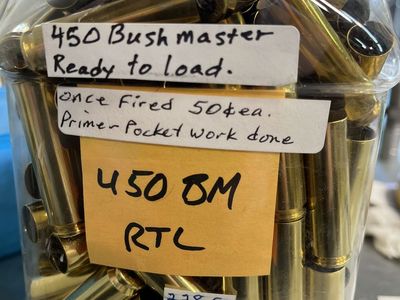 450 Bushmaster
Ready to load.
Once Fired 50¢ea.
Primer Pocket work done
450 BM
RTL